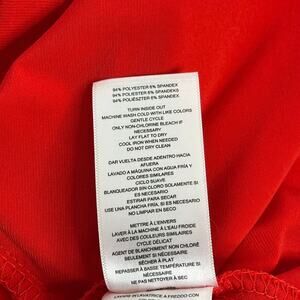 94% POLYESTER 6% SPANDEX
94% POLYESTER 6% SPANDEKS
94% POLIÉSZTER 6% SPANDEX
TURN INSIDE OUT
MACHINE WASH COLD WITH LIKE COLORS
GENTLE CYCLE
ONLY NON-CHLORINE BLEACH IF
NECESSARY
LAY FLAT TO DRY
COOL IRON WHEN NEEDED
DO NOT DRY CLEAN
DAR VUELTA DESDE ADENTRO HACIA
AFUERA
LAVADO A MÁQUINA CON AGUA FRÍA Y
COLORES SIMILARES
CICLO SUAVE
BLANQUEADOR SIN CLORO SOLAMENTE SI
ES NECESARIO
ESTIRAR PARA SECAR
USE UNA PLANCHA FRÍA, SI ES NECESARIO
NO LIMPIAR EN SECO
METTRE À L'ENVERS
LAVER À LA MACHINE À L'EAU FROIDE
AVEC DES COULEURS SIMILAIRES
CYCLE DÉLICAT
AGENT DE BLANCHIMENT NON CHLORÉ
SEULEMENT SI NÉCESSAIRE
SÉCHER À PLAT
REPASSER À BASSE TEMPÉRATURE SI
NÉCESSAIRE
NE PAS NETTOYER À SEC
A FREDDO CON